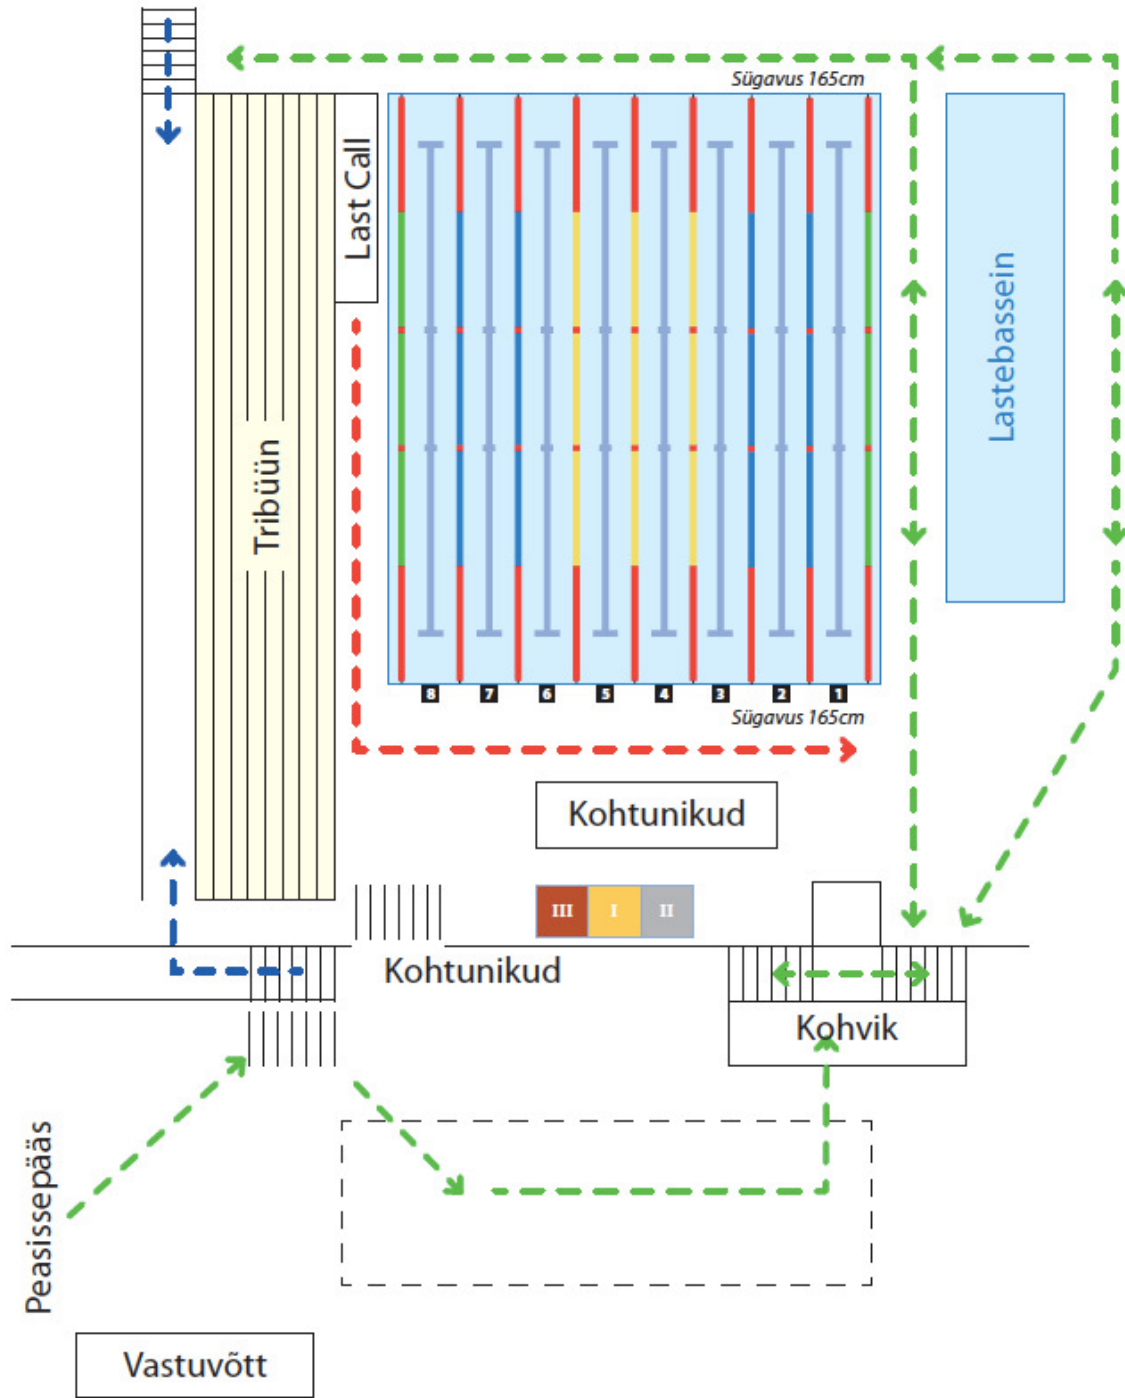 Sügavus 165cm
Last Call
Lastebassein
Tribüün
8 7 6 5 4 3 2 1
Sügavus 165cm
Kohtunikud
III I II
Kohtunikud
Kohvik
Peasissepääs
Vastuvõtt